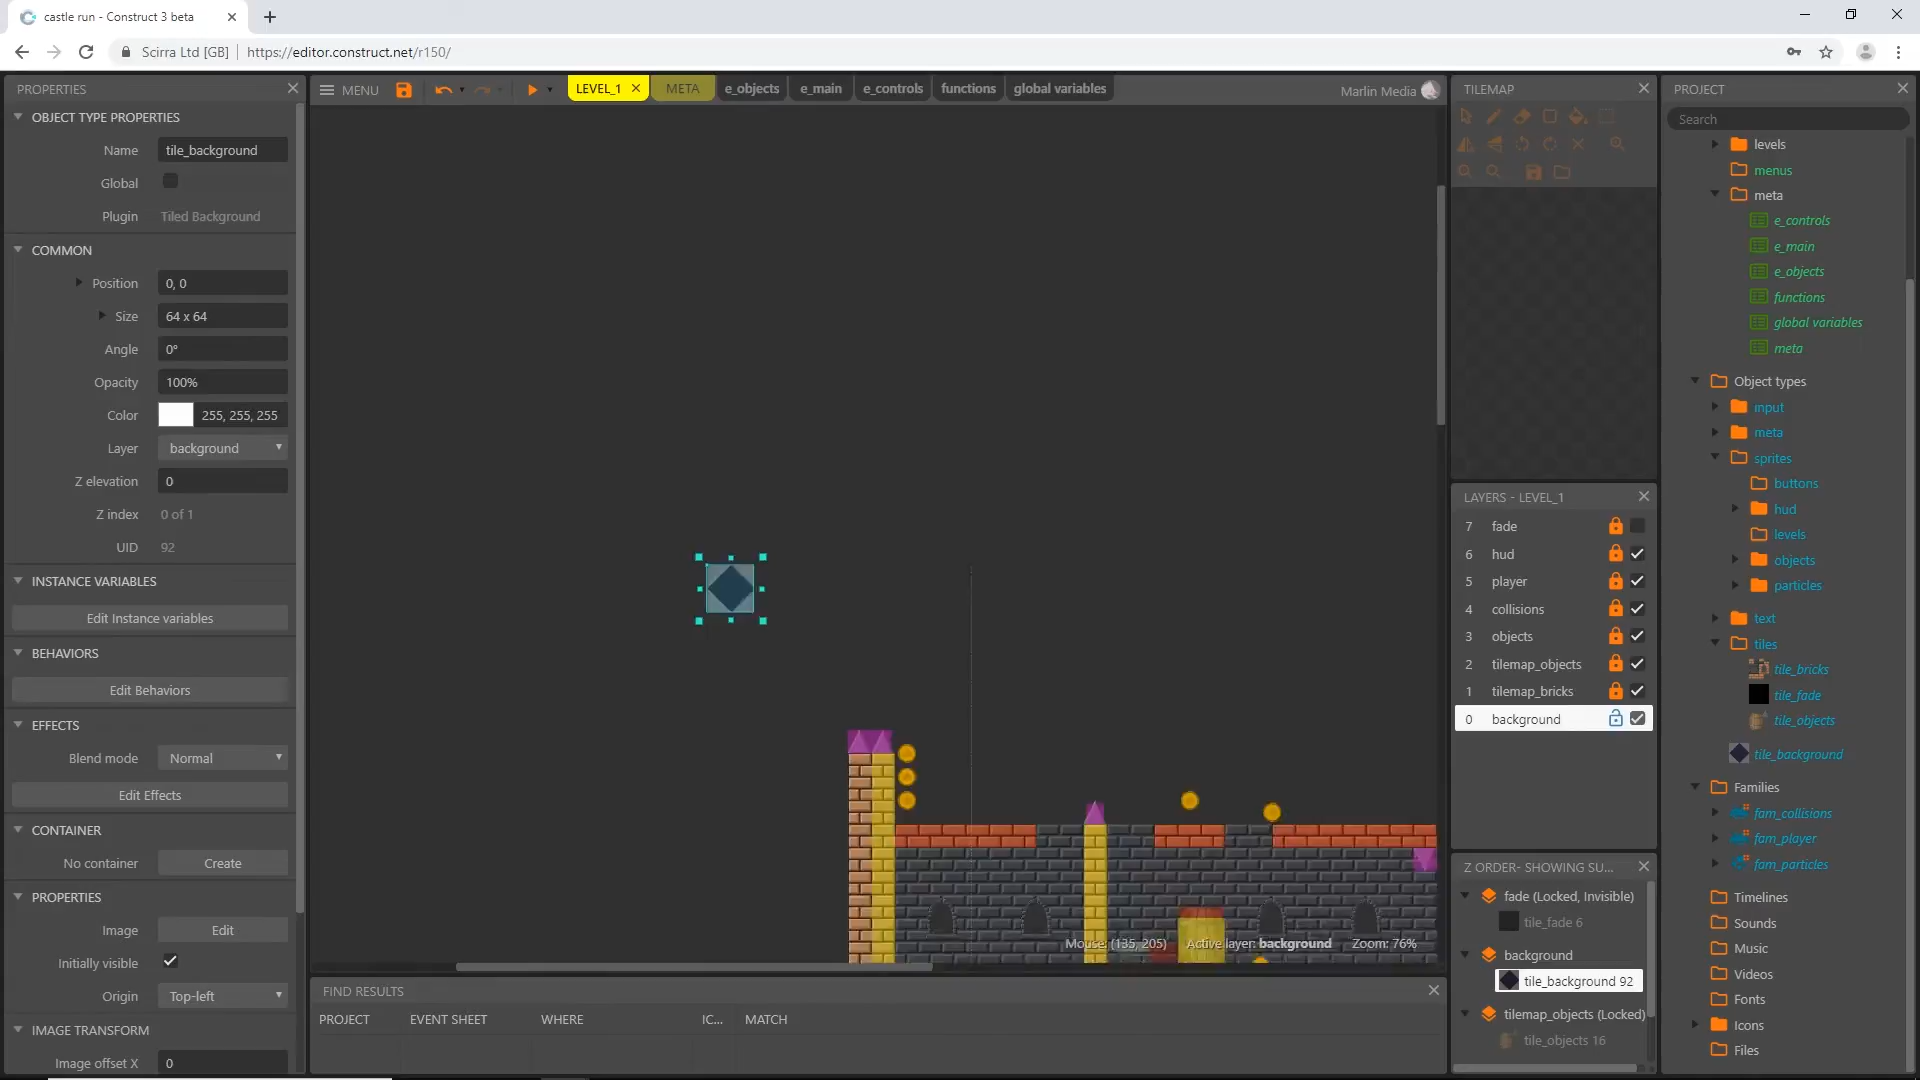 castle run - Construct 3 beta
Scirra Ltd [GB]
https://editor.construct.net/r150/
PROPERTIES
OBJECT TYPE PROPERTIES
Name tile_background
Global
Plugin Tiled Background
COMMON
Position 0, 0
Size 64 x 64
Angle 0°
Opacity 100%
Color 255, 255, 255
Layer background
Z elevation 0
Z index 0 of 1
UID 92
INSTANCE VARIABLES
Edit Instance variables
BEHAVIORS
Edit Behaviors
EFFECTS
Blend mode Normal
Edit Effects
CONTAINER
No container Create
PROPERTIES
Image Edit
Initially visible
Origin Top-left
IMAGE TRANSFORM
Image offset X 0
MENU
LEVEL_1 META e_objects e_main e_controls functions global variables
Marlin Media
Mouse: (135, 205) Active layer: background Zoom: 76%
FIND RESULTS
PROJECT EVENT SHEET WHERE IC... MATCH
TILEMAP
LAYERS - LEVEL_1
7 fade
6 hud
5 player
4 collisions
3 objects
2 tilemap_objects
1 tilemap_bricks
0 background
Z ORDER- SHOWING SU...
fade (Locked, Invisible)
tile_fade 6
background
tile_background 92
tilemap_objects (Locked)
tile_objects 16
PROJECT
Search
levels
menus
meta
e_controls
e_main
e_objects
functions
global variables
meta
Object types
input
meta
sprites
buttons
hud
levels
objects
particles
text
tiles
tile_bricks
tile_fade
tile_objects
tile_background
Families
fam_collisions
fam_player
fam_particles
Timelines
Sounds
Music
Videos
Fonts
Icons
Files